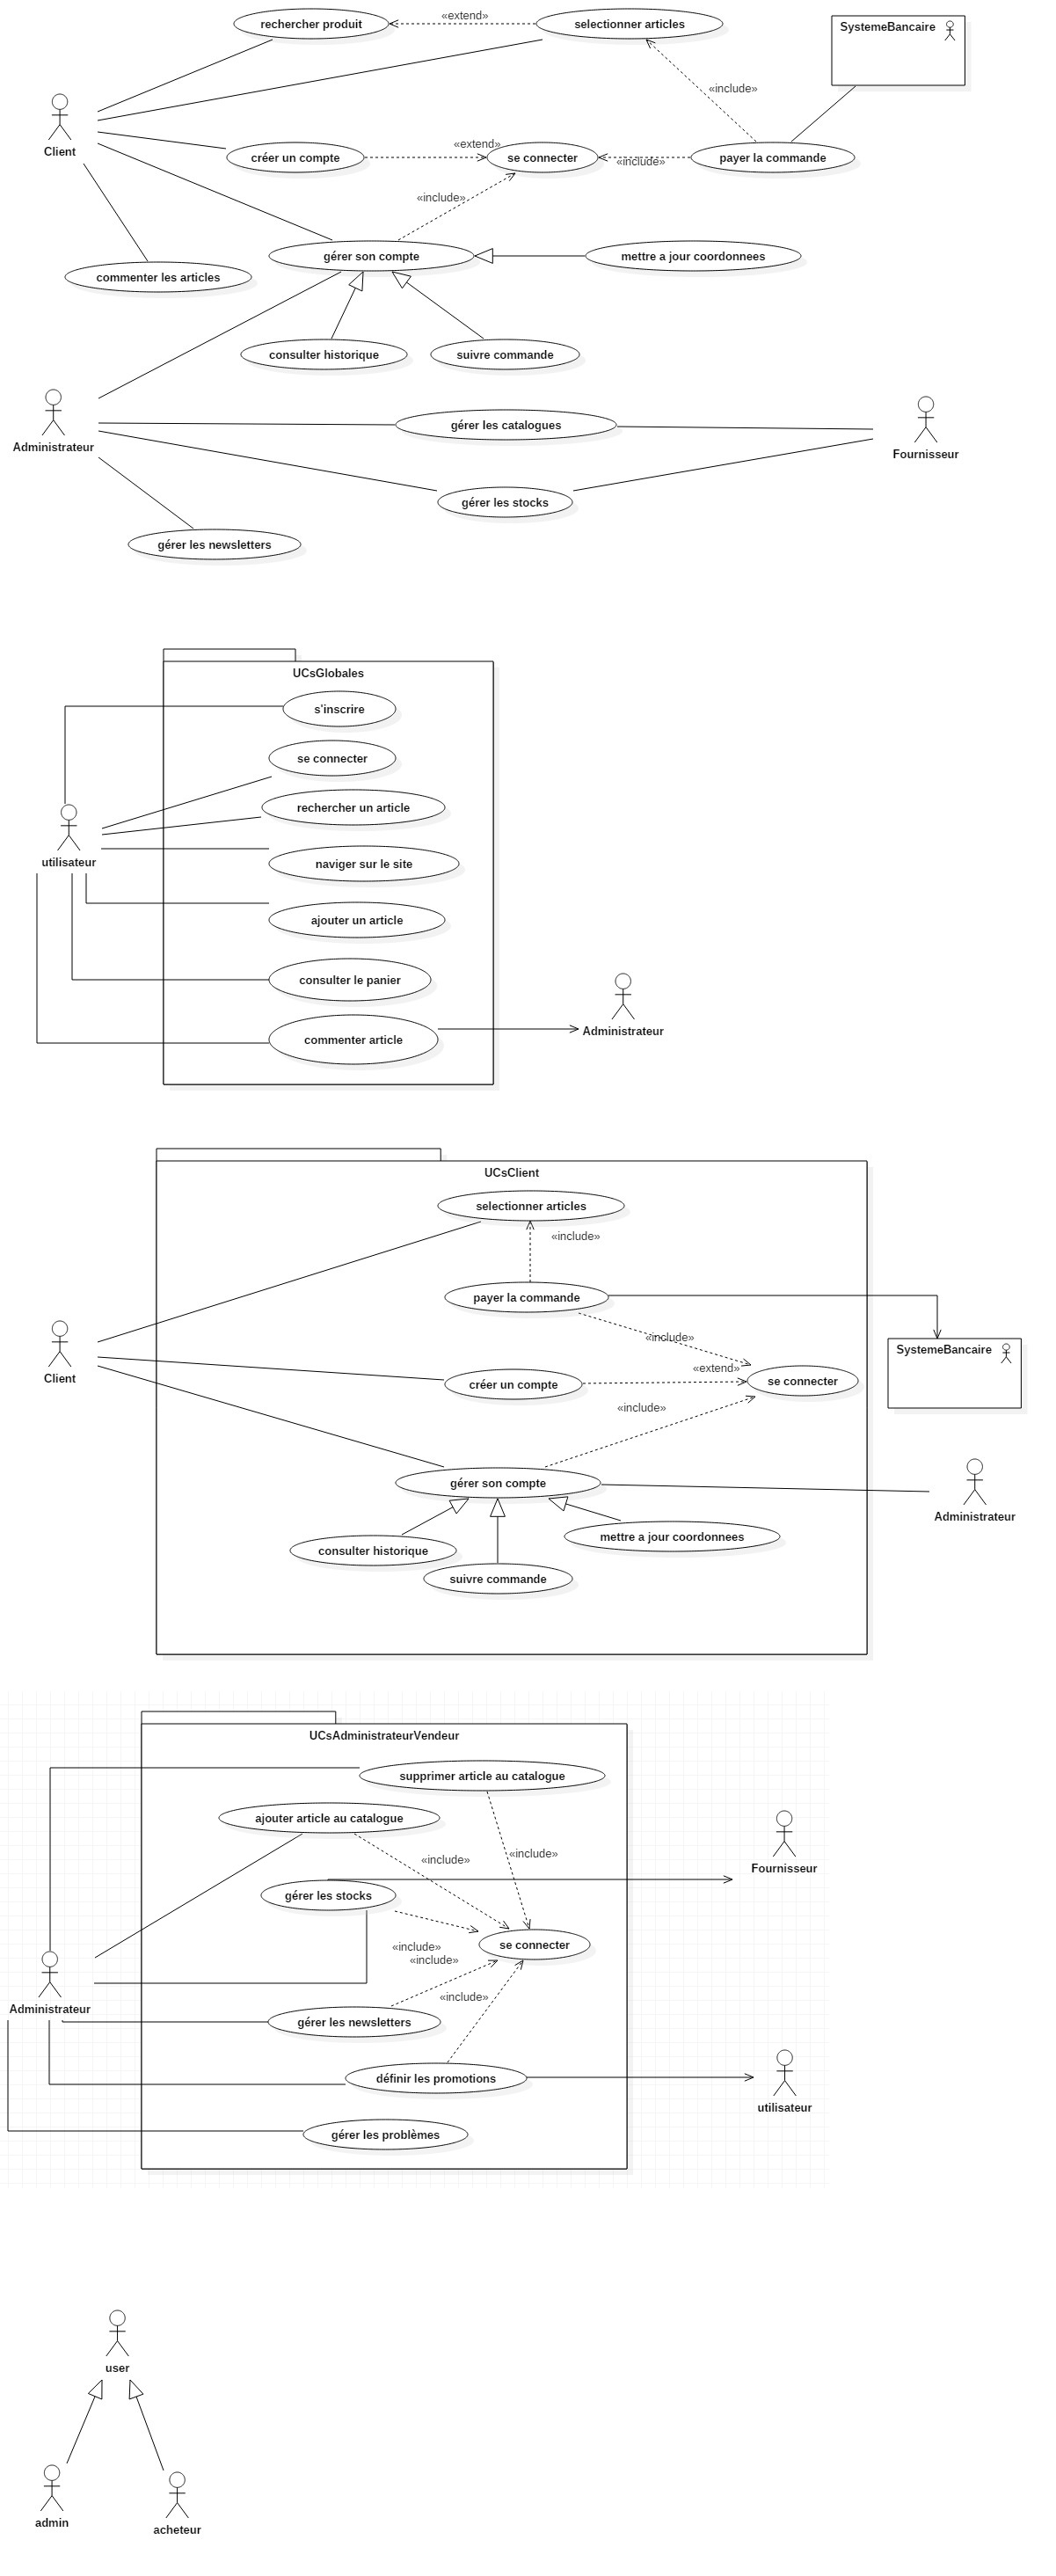 «extend»
rechercher produit
selectionner articles
SystemeBancaire
«include»
Client
«extend»
créer un compte
se connecter
«include»
payer la commande
«include»
gérer son compte
mettre a jour coordonnees
commenter les articles
consulter historique
suivre commande
Administrateur
gérer les catalogues
Fournisseur
gérer les stocks
gérer les newsletters
UCsGlobales
s'inscrire
se connecter
rechercher un article
utilisateur
naviger sur le site
ajouter un article
consulter le panier
commenter article
Administrateur
UCsClient
selectionner articles
«include»
payer la commande
«include»
SystemeBancaire
Client
«extend»
créer un compte
se connecter
«include»
gérer son compte
Administrateur
mettre a jour coordonnees
consulter historique
suivre commande
UCsAdministrateurVendeur
supprimer article au catalogue
ajouter article au catalogue
«include»
«include»
Fournisseur
gérer les stocks
se connecter
«include»
«include»
«include»
Administrateur
gérer les newsletters
définir les promotions
utilisateur
gérer les problèmes
user
admin
acheteur